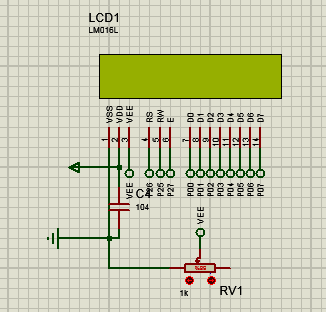 LCD1
LM016L
VSS VDD VEE RS RW E D0 D1 D2 D3 D4 D5 D6 D7
1 2 3 4 5 6 7 8 9 10 11 12 13 14
VEE P26 P25 P27 P00 P01 P02 P03 P04 P05 P06 P07
104
VEE
RV1
1k